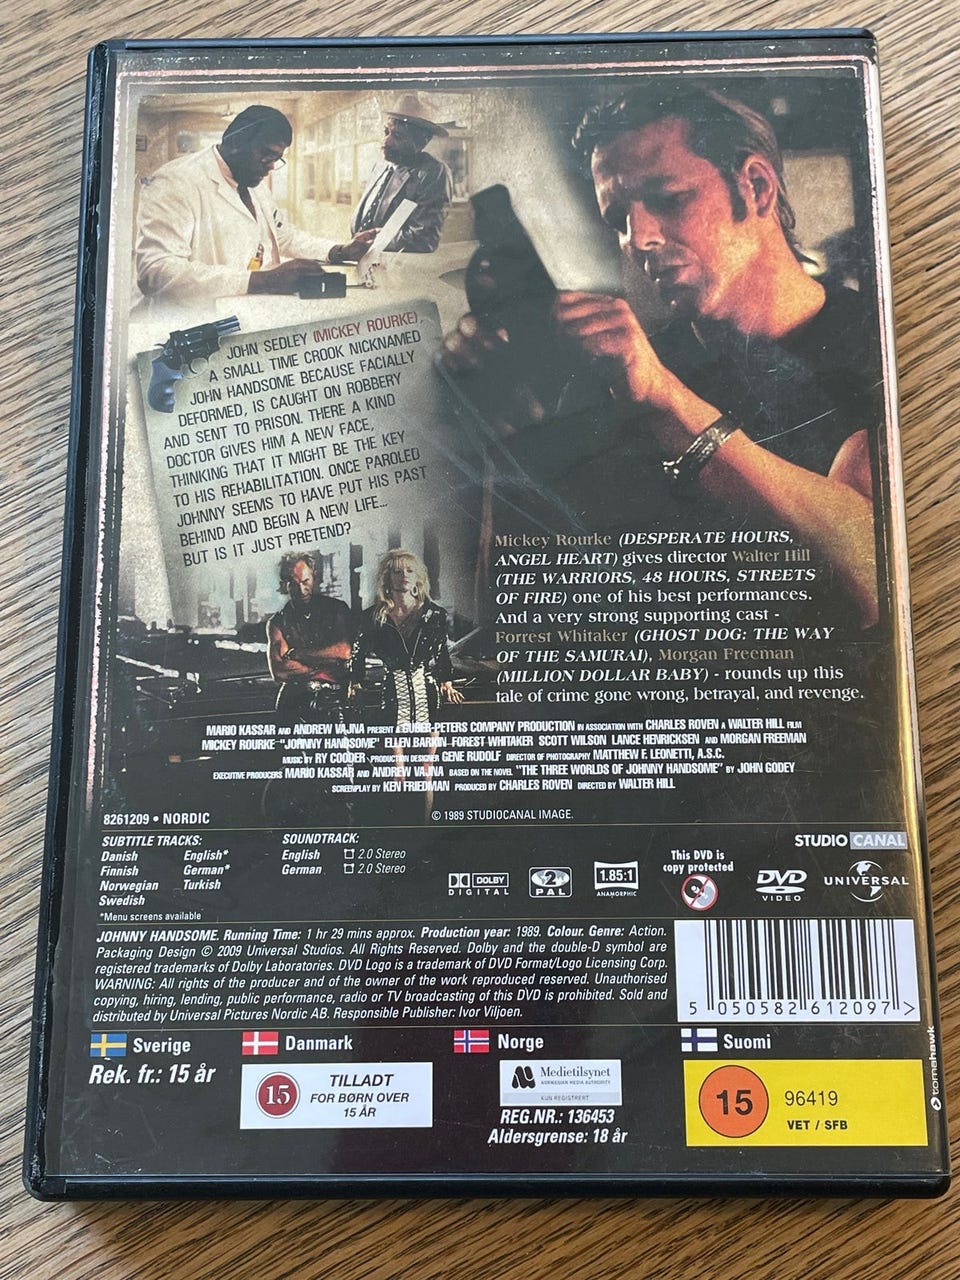 JOHN SEDLEY (MICKEY ROURKE),
A SMALL TIME CROOK NICKNAMED
JOHN HANDSOME BECAUSE FACIALLY
DEFORMED, IS CAUGHT ON ROBBERY
AND SENT TO PRISON. THERE A KIND
DOCTOR GIVES HIM A NEW FACE,
THINKING THAT IT MIGHT BE THE KEY
TO HIS REHABILITATION. ONCE PAROLED
JOHNNY SEEMS TO HAVE PUT HIS PAST
BEHIND AND BEGIN A NEW LIFE...
BUT IS IT JUST PRETEND?
Mickey Rourke (DESPERATE HOURS,
ANGEL HEART) gives director Walter Hill
(THE WARRIORS, 48 HOURS, STREETS
OF FIRE) one of his best performances.
And a very strong supporting cast -
Forrest Whitaker (GHOST DOG: THE WAY
OF THE SAMURAI), Morgan Freeman
(MILLION DOLLAR BABY) - rounds up this
tale of crime gone wrong, betrayal, and revenge.
MARIO KASSAR AND ANDREW VAJNA PRESENT A GUBER-PETERS COMPANY PRODUCTION IN ASSOCIATION WITH CHARLES ROVEN A WALTER HILL FILM
MICKEY ROURKE "JOHNNY HANDSOME" ELLEN BARKIN FOREST WHITAKER SCOTT WILSON LANCE HENRICKSEN AND MORGAN FREEMAN
MUSIC BY RY COODER PRODUCTION DESIGNER GENE RUDOLF DIRECTOR OF PHOTOGRAPHY MATTHEW F. LEONETTI, A.S.C.
EXECUTIVE PRODUCERS MARIO KASSAR AND ANDREW VAJNA BASED ON THE NOVEL "THE THREE WORLDS OF JOHNNY HANDSOME" BY JOHN GODEY
SCREENPLAY BY KEN FRIEDMAN PRODUCED BY CHARLES ROVEN DIRECTED BY WALTER HILL
8261209 • NORDIC
© 1989 STUDIOCANAL IMAGE.
SUBTITLE TRACKS:
Danish English*
Finnish German*
Norwegian Turkish
Swedish
*Menu screens available
SOUNDTRACK:
English 2.0 Stereo
German 2.0 Stereo
DOLBY
DIGITAL
2
PAL
1.85:1
ANAMORPHIC
This DVD is
copy protected
DVD
VIDEO
STUDIO CANAL
UNIVERSAL
JOHNNY HANDSOME. Running Time: 1 hr 29 mins approx. Production year: 1989. Colour. Genre: Action.
Packaging Design © 2009 Universal Studios. All Rights Reserved. Dolby and the double-D symbol are
registered trademarks of Dolby Laboratories. DVD Logo is a trademark of DVD Format/Logo Licensing Corp.
WARNING: All rights of the producer and of the owner of the work reproduced reserved. Unauthorised
copying, hiring, lending, public performance, radio or TV broadcasting of this DVD is prohibited. Sold and
distributed by Universal Pictures Nordic AB. Responsible Publisher: Ivor Viljoen.
5 050582 612097 >
tomahawk
Sverige
Rek. fr.: 15 år
Danmark
15
TILLADT
FOR BØRN OVER
15 ÅR
Norge
Medietilsynet
NORWEGIAN MEDIA AUTHORITY
KUN REGISTRERT
REG.NR.: 136453
Aldersgrense: 18 år
Suomi
15
96419
VET / SFB